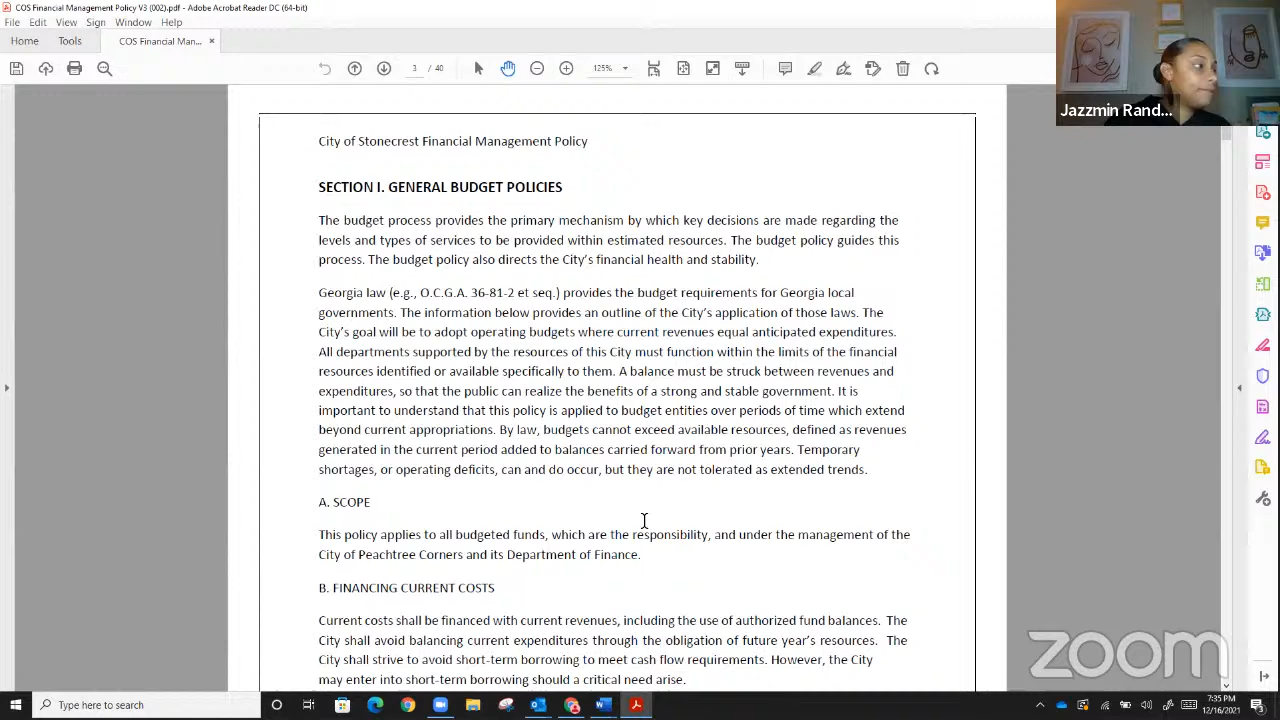 COS Financial Management Policy V3 (002).pdf - Adobe Acrobat Reader DC (64-bit)
File Edit View Sign Window Help
Home Tools COS Financial Man... ×
3 / 40 125%
Jazzmin Rand...
City of Stonecrest Financial Management Policy
SECTION I. GENERAL BUDGET POLICIES
The budget process provides the primary mechanism by which key decisions are made regarding the
levels and types of services to be provided within estimated resources. The budget policy guides this
process. The budget policy also directs the City's financial health and stability.
Georgia law (e.g., O.C.G.A. 36-81-2 et seq.) provides the budget requirements for Georgia local
governments. The information below provides an outline of the City's application of those laws. The
City's goal will be to adopt operating budgets where current revenues equal anticipated expenditures.
All departments supported by the resources of this City must function within the limits of the financial
resources identified or available specifically to them. A balance must be struck between revenues and
expenditures, so that the public can realize the benefits of a strong and stable government. It is
important to understand that this policy is applied to budget entities over periods of time which extend
beyond current appropriations. By law, budgets cannot exceed available resources, defined as revenues
generated in the current period added to balances carried forward from prior years. Temporary
shortages, or operating deficits, can and do occur, but they are not tolerated as extended trends.
A. SCOPE
This policy applies to all budgeted funds, which are the responsibility, and under the management of the
City of Peachtree Corners and its Department of Finance.
B. FINANCING CURRENT COSTS
Current costs shall be financed with current revenues, including the use of authorized fund balances. The
City shall avoid balancing current expenditures through the obligation of future year's resources. The
City shall strive to avoid short-term borrowing to meet cash flow requirements. However, the City
may enter into short-term borrowing should a critical need arise.
zoom
Type here to search
7:35 PM
12/16/2021